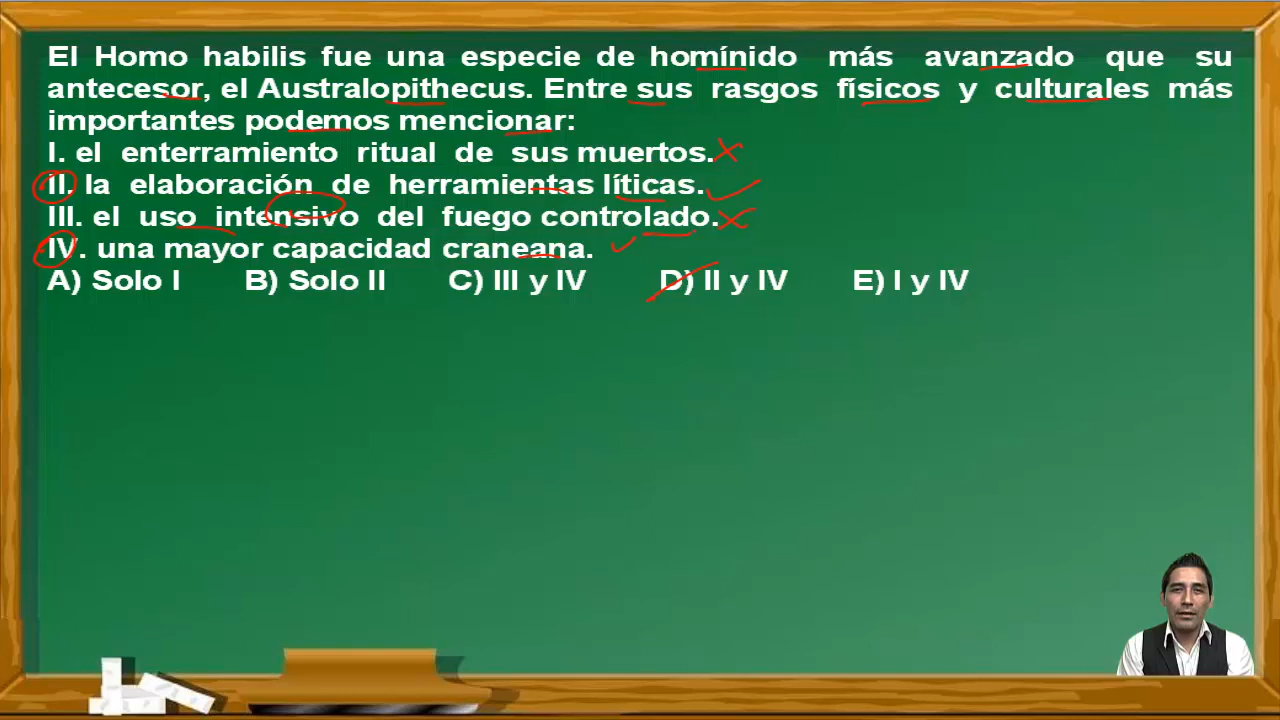 El Homo habilis fue una especie de homínido más avanzado que su
antecesor, el Australopithecus. Entre sus rasgos físicos y culturales más
importantes podemos mencionar:
I. el enterramiento ritual de sus muertos.
II. la elaboración de herramientas líticas.
III. el uso intensivo del fuego controlado.
IV. una mayor capacidad craneana.
A) Solo I B) Solo II C) III y IV D) II y IV E) I y IV